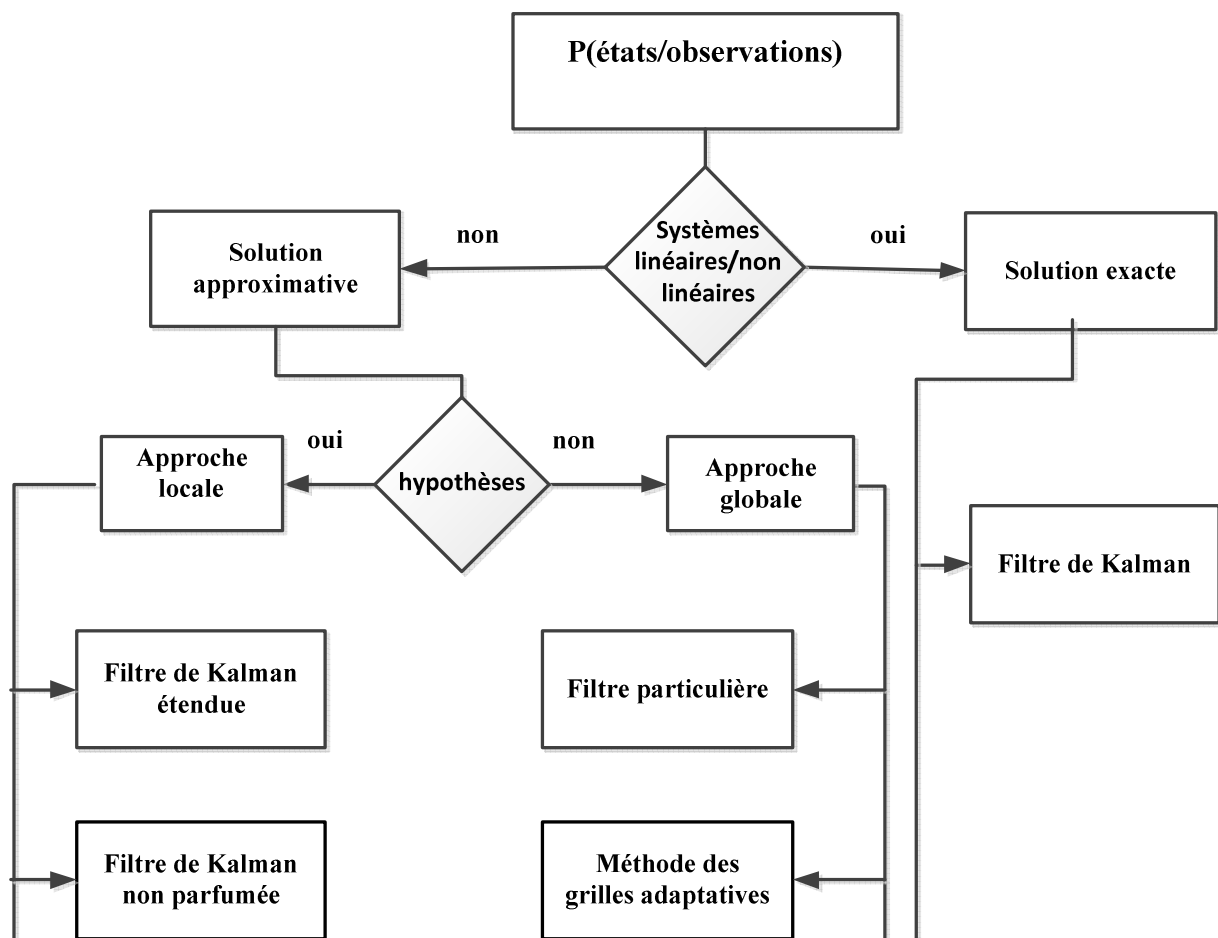 P(états/observations)
Systèmes
linéaires/non
linéaires
non
oui
Solution
approximative
Solution exacte
oui
non
Approche
locale
hypothèses
Approche
globale
Filtre de Kalman
Filtre de Kalman
étendue
Filtre particulière
Filtre de Kalman
non parfumée
Méthode des
grilles adaptatives